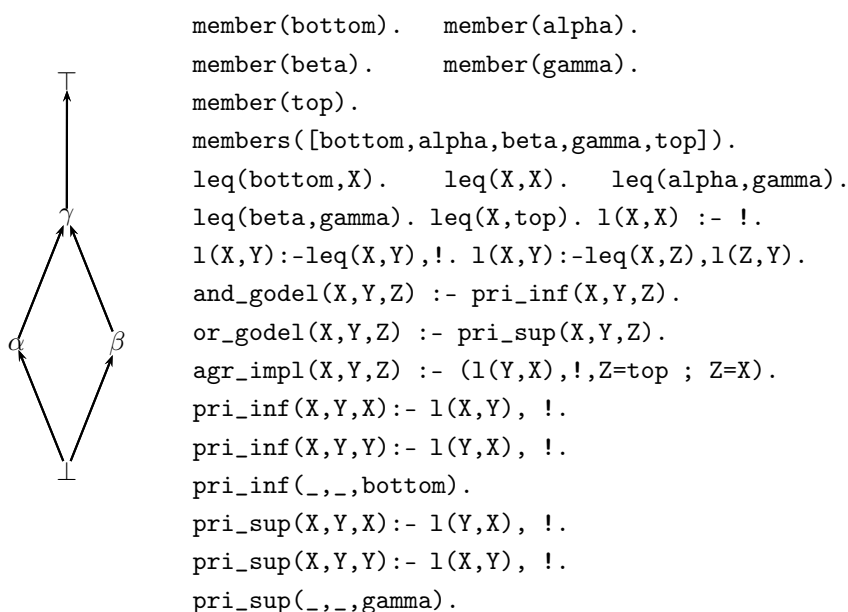 ⊤
γ
α
β
⊥
member(bottom). member(alpha).
member(beta). member(gamma).
member(top).
members([bottom,alpha,beta,gamma,top]).
leq(bottom,X). leq(X,X). leq(alpha,gamma).
leq(beta,gamma). leq(X,top). l(X,X) :- !.
l(X,Y):-leq(X,Y),!. l(X,Y):-leq(X,Z),l(Z,Y).
and_godel(X,Y,Z) :- pri_inf(X,Y,Z).
or_godel(X,Y,Z) :- pri_sup(X,Y,Z).
agr_impl(X,Y,Z) :- (l(Y,X),!,Z=top ; Z=X).
pri_inf(X,Y,X):- l(X,Y), !.
pri_inf(X,Y,Y):- l(Y,X), !.
pri_inf(_,_,bottom).
pri_sup(X,Y,X):- l(Y,X), !.
pri_sup(X,Y,Y):- l(X,Y), !.
pri_sup(_,_,gamma).